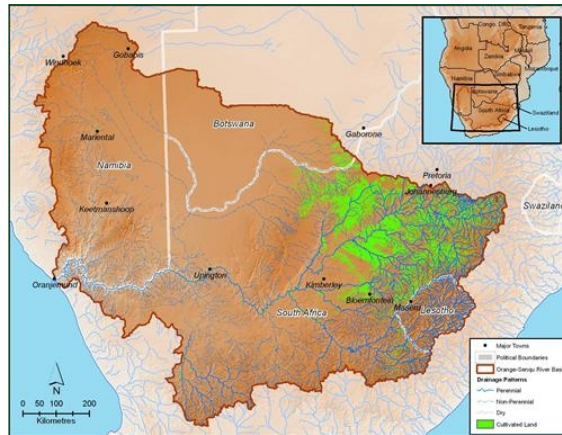 Congo, DRC
Tanzania
Angola
Zambia
Malawi
Mozambique
Zimbabwe
Namibia
Botswana
South Africa
Swaziland
Lesotho
Windhoek
Gobabis
Botswana
Mariental
Gaborone
Namibia
Pretoria
Johannesburg
Swaziland
Keetmanshoop
Upington
Oranjemund
Kimberley
Bloemfontein
Maseru
Lesotho
South Africa
N
0 50 100 200
Kilometres
Major Towns
Political Boundaries
Orange-Senqu River Basin
Drainage Patterns
Perennial
Non-Perennial
Dry
Cultivated Land